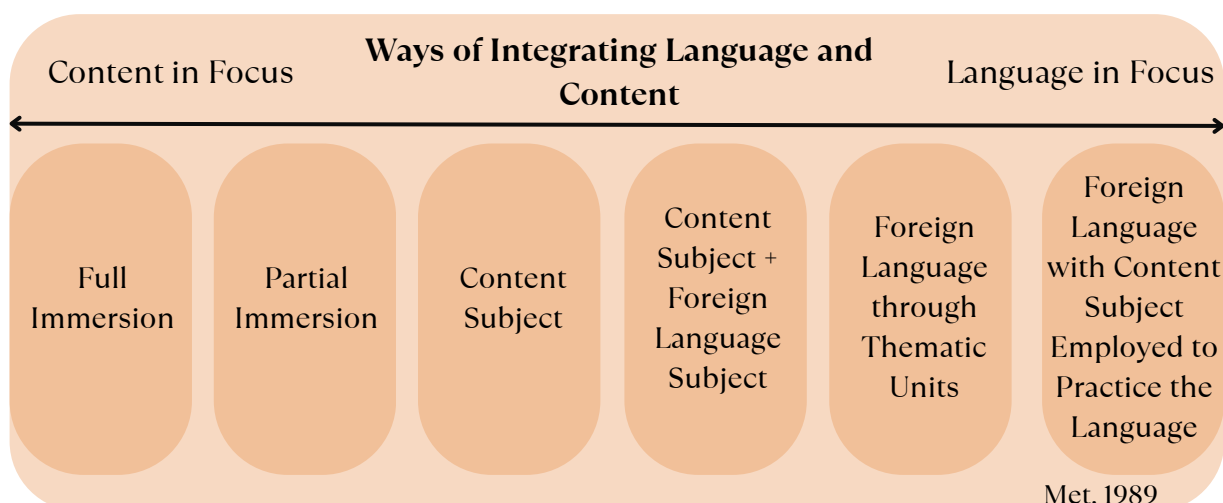 Ways of Integrating Language and
Content
Content in Focus
Language in Focus
Full
Immersion
Partial
Immersion
Content
Subject
Content
Subject +
Foreign
Language
Subject
Foreign
Language
through
Thematic
Units
Foreign
Language
with Content
Subject
Employed to
Practice the
Language
Met, 1989